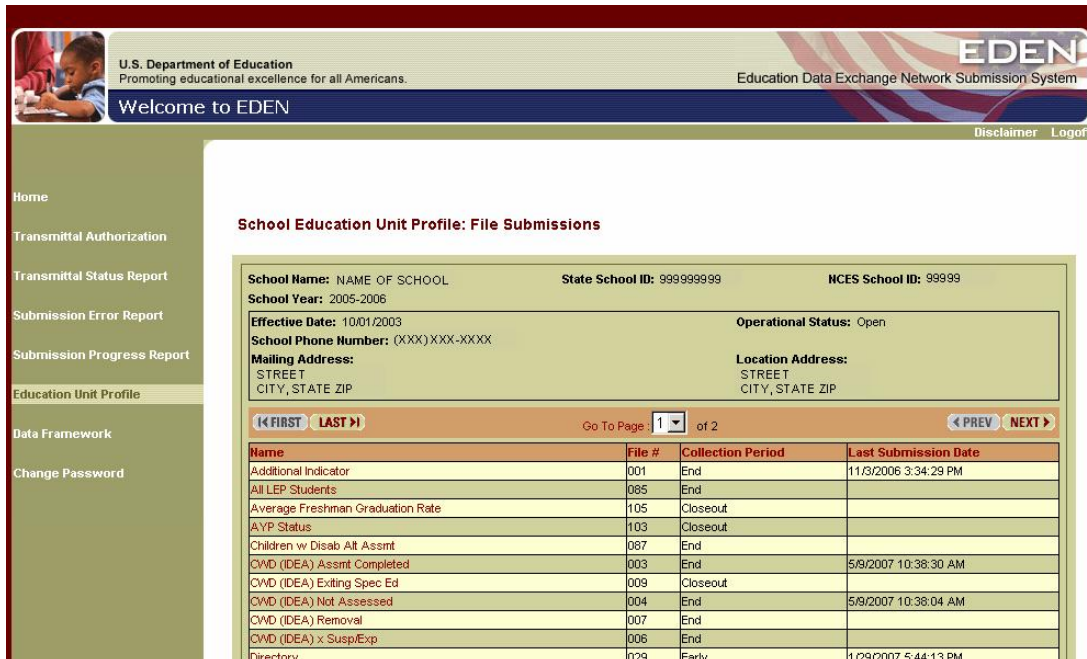 U.S. Department of Education
Promoting educational excellence for all Americans.
EDEN
Education Data Exchange Network Submission System
Welcome to EDEN
Disclaimer Logof
Home
Transmittal Authorization
Transmittal Status Report
Submission Error Report
Submission Progress Report
Education Unit Profile
Data Framework
Change Password
School Education Unit Profile: File Submissions
School Name: NAME OF SCHOOL State School ID: 999999999 NCES School ID: 99999
School Year: 2005-2006
Effective Date: 10/01/2003 Operational Status: Open
School Phone Number: (XXX)XXX-XXXX
Mailing Address: Location Address:
STREET STREET
CITY, STATE ZIP CITY, STATE ZIP
FIRST LAST Go To Page : 1 of 2 PREV NEXT
Name File # Collection Period Last Submission Date
Additional Indicator 001 End 11/3/2006 3:34:29 PM
All LEP Students 085 End
Average Freshman Graduation Rate 105 Closeout
AYP Status 103 Closeout
Children w Disab Alt Assmt 087 End
CWD (IDEA) Assmt Completed 003 End 5/9/2007 10:38:30 AM
CWD (IDEA) Exiting Spec Ed 009 Closeout
CWD (IDEA) Not Assessed 004 End 5/9/2007 10:38:04 AM
CWD (IDEA) Removal 007 End
CWD (IDEA) x Susp/Exp 006 End
Directory 029 Early 1/29/2007 5:44:13 PM